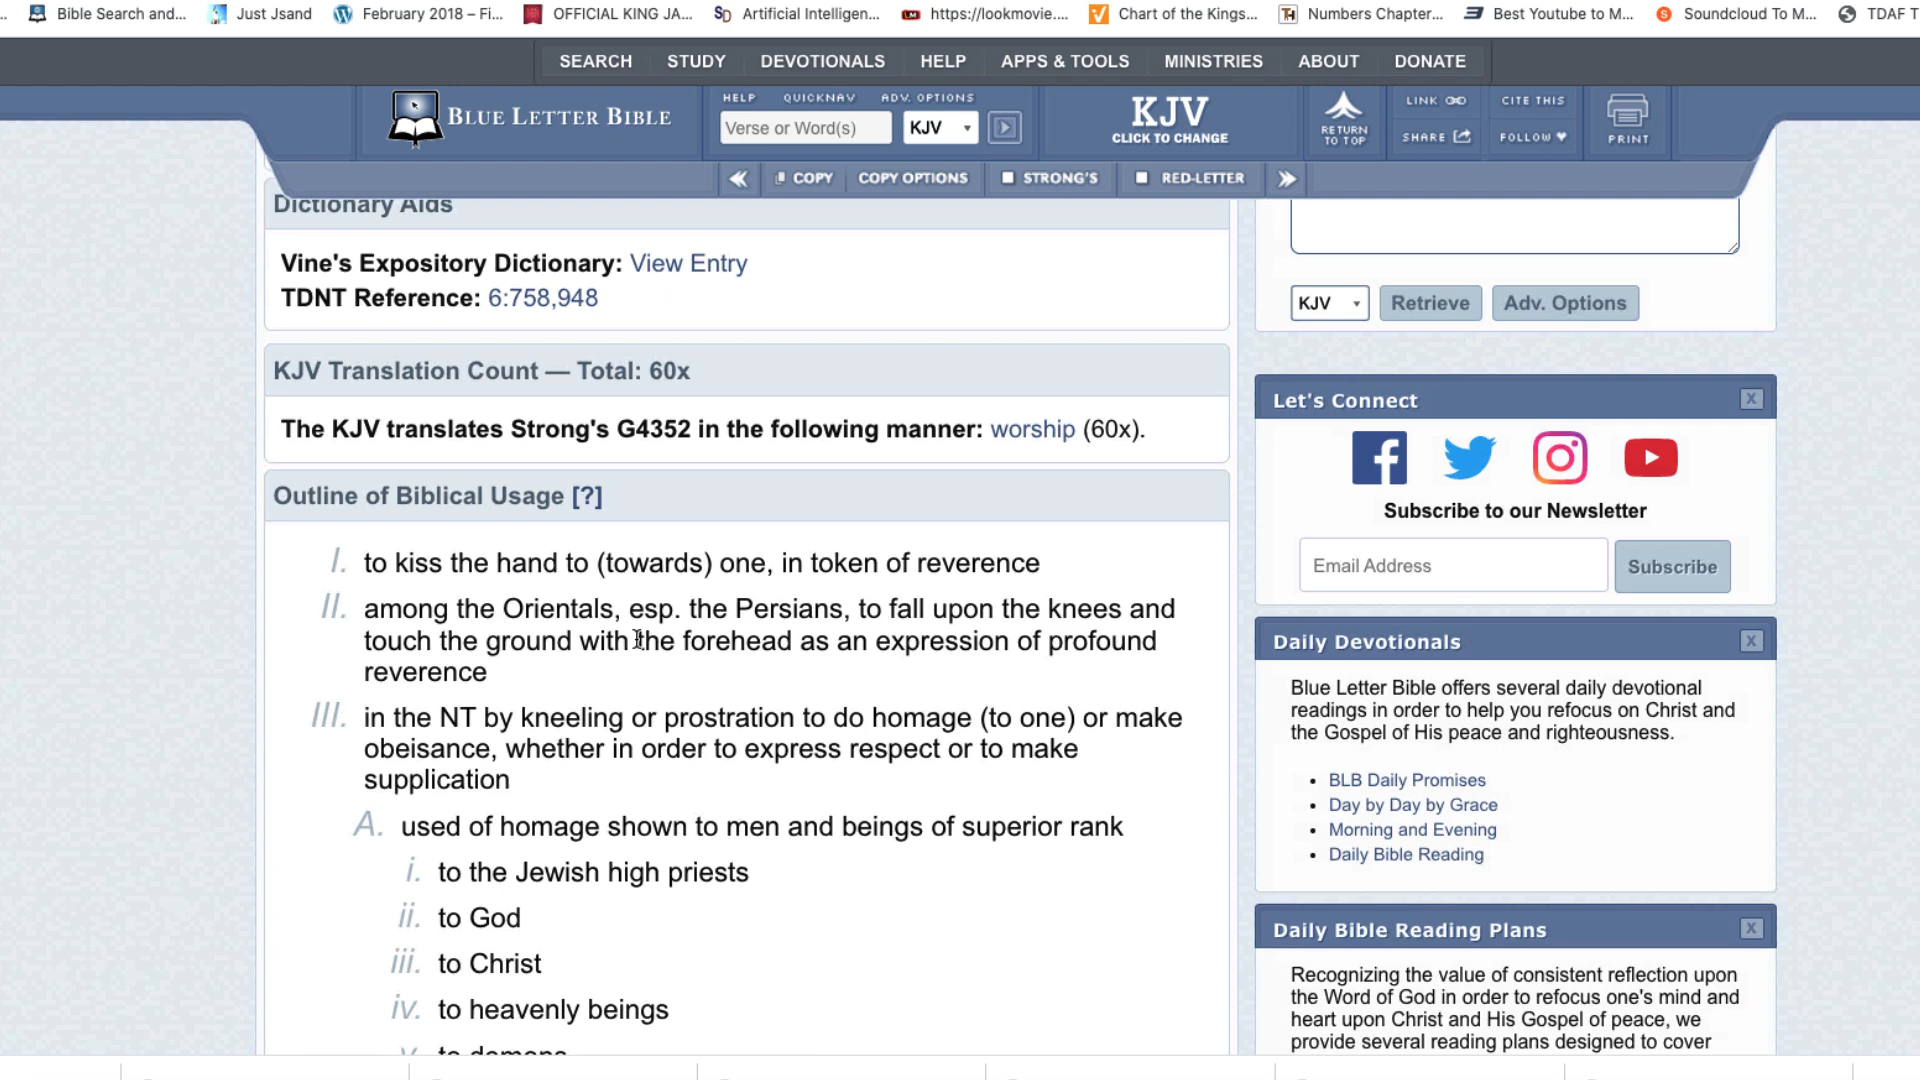 Bible Search and...
Just Jsand
February 2018 – Fi...
OFFICIAL KING JA...
Artificial Intelligen...
https://lookmovie....
Chart of the Kings...
Numbers Chapter...
Best Youtube to M...
Soundcloud To M...
TDAF T
SEARCH STUDY DEVOTIONALS HELP APPS & TOOLS MINISTRIES ABOUT DONATE
BLUE LETTER BIBLE
HELP QUICKNAV ADV. OPTIONS
Verse or Word(s) KJV
KJV
CLICK TO CHANGE
RETURN
TO TOP
LINK CITE THIS
SHARE FOLLOW
PRINT
COPY COPY OPTIONS STRONG'S RED-LETTER
Dictionary Aids
Vine's Expository Dictionary: View Entry
TDNT Reference: 6:758,948
KJV Translation Count — Total: 60x
The KJV translates Strong's G4352 in the following manner: worship (60x).
Outline of Biblical Usage [?]
I. to kiss the hand to (towards) one, in token of reverence
II. among the Orientals, esp. the Persians, to fall upon the knees and
touch the ground with the forehead as an expression of profound
reverence
III. in the NT by kneeling or prostration to do homage (to one) or make
obeisance, whether in order to express respect or to make
supplication
A. used of homage shown to men and beings of superior rank
i. to the Jewish high priests
ii. to God
iii. to Christ
iv. to heavenly beings
v. to demons
KJV Retrieve Adv. Options
Let's Connect X
Subscribe to our Newsletter
Email Address Subscribe
Daily Devotionals X
Blue Letter Bible offers several daily devotional
readings in order to help you refocus on Christ and
the Gospel of His peace and righteousness.
• BLB Daily Promises
• Day by Day by Grace
• Morning and Evening
• Daily Bible Reading
Daily Bible Reading Plans X
Recognizing the value of consistent reflection upon
the Word of God in order to refocus one's mind and
heart upon Christ and His Gospel of peace, we
provide several reading plans designed to cover